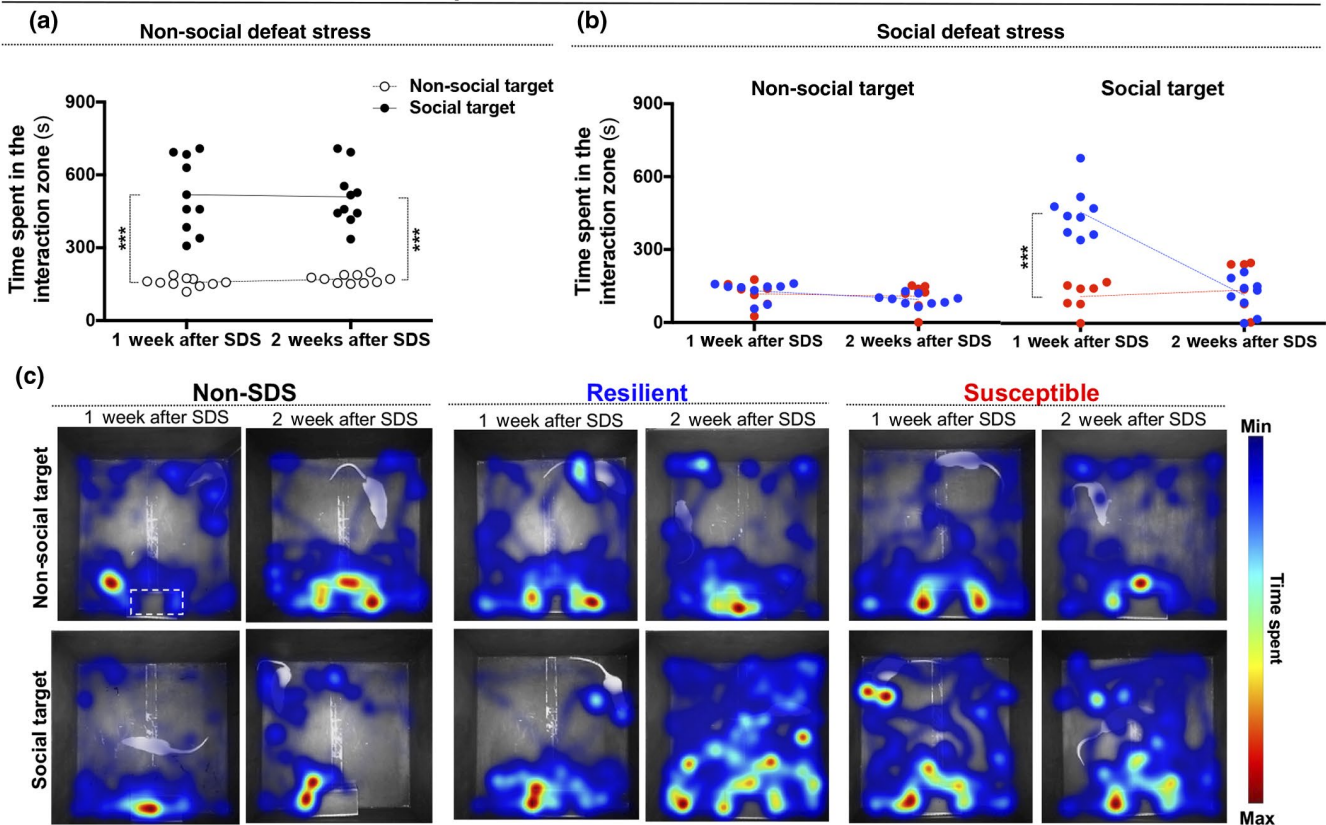 (a)
Non-social defeat stress
Non-social target
Social target
Time spent in the
interaction zone (s)
900
600
300
0
***
***
1 week after SDS 2 weeks after SDS
(b)
Social defeat stress
Non-social target
Social target
Time spent in the
interaction zone (s)
900
600
300
0
***
1 week after SDS
2 weeks after SDS
1 week after SDS
2 weeks after SDS
(c)
Non-SDS
Resilient
Susceptible
1 week after SDS
2 week after SDS
1 week after SDS
2 week after SDS
1 week after SDS
2 week after SDS
Non-social target
Social target
Min
Time spent
Max